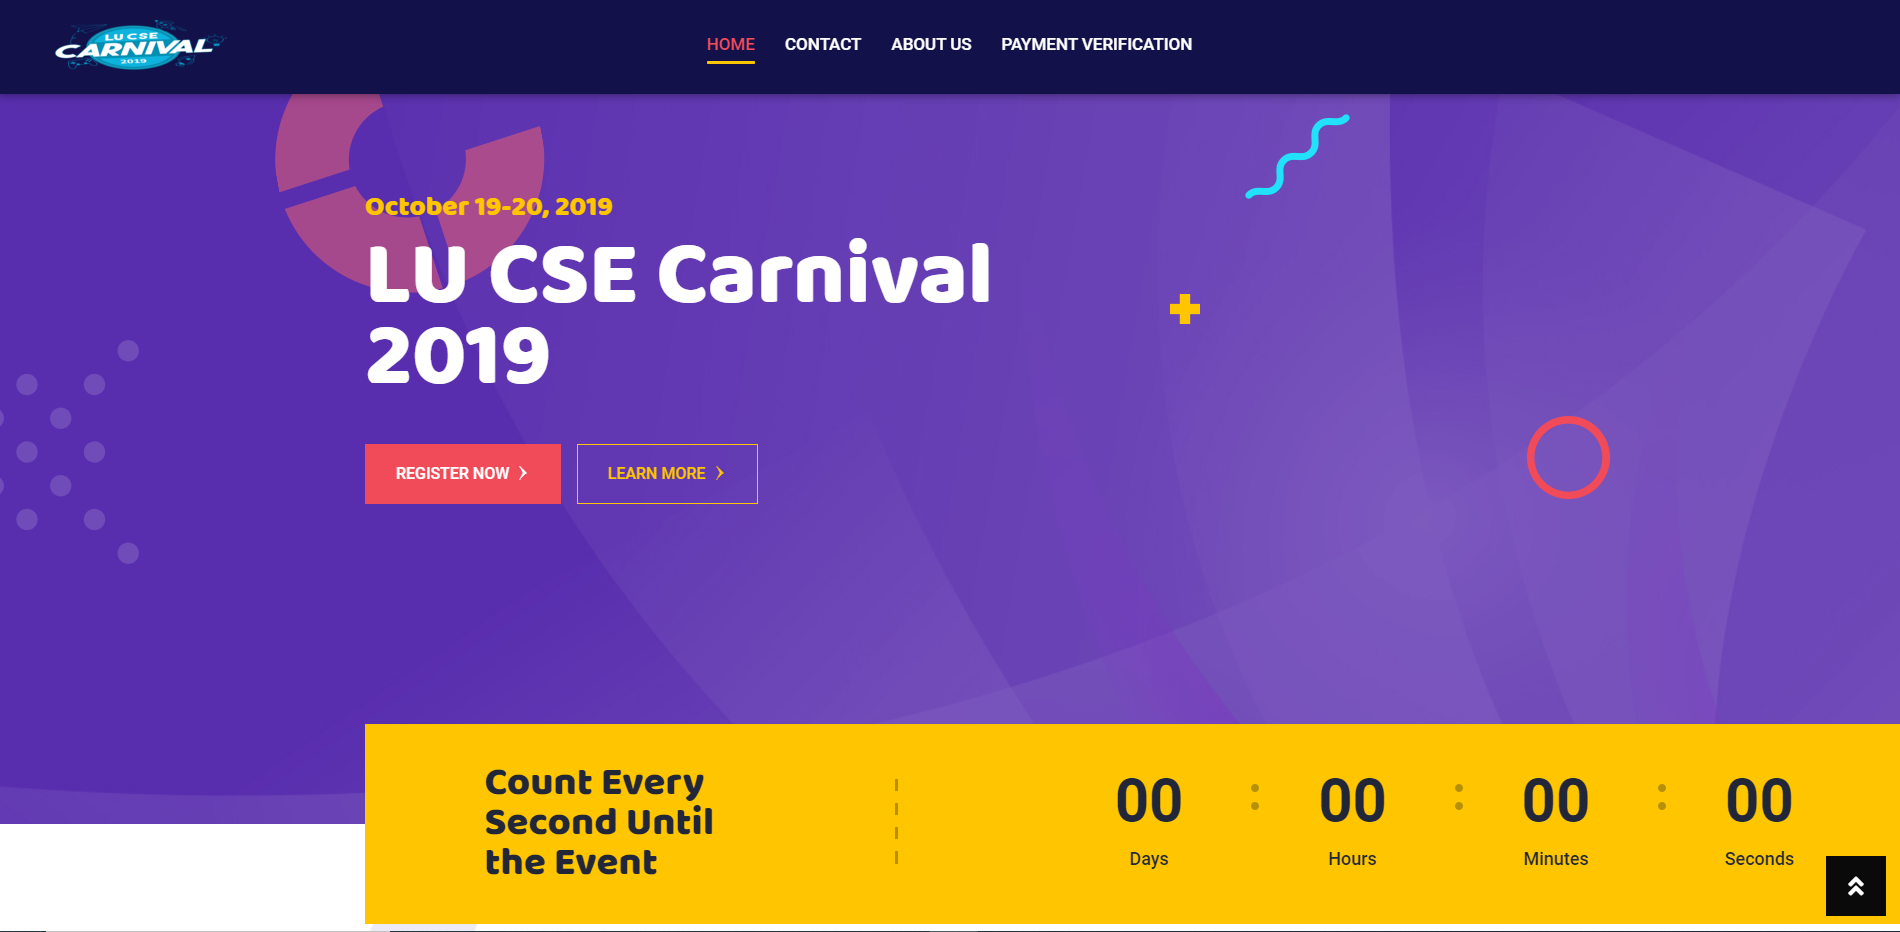 LU CSE
CARNIVAL
2019
HOME
CONTACT
ABOUT US
PAYMENT VERIFICATION
October 19-20, 2019
LU CSE Carnival
2019
REGISTER NOW
LEARN MORE
Count Every
Second Until
the Event
00 : 00 : 00 : 00
Days Hours Minutes Seconds